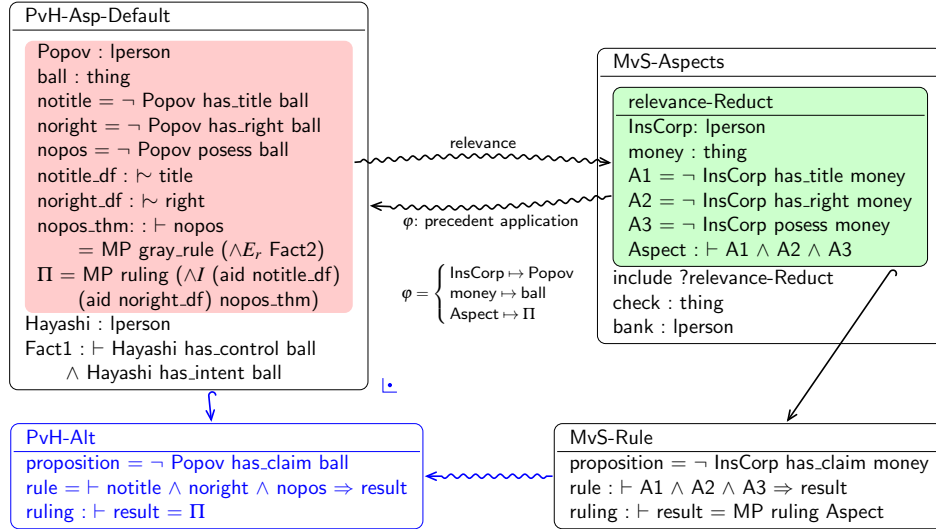 PvH-Asp-Default
Popov : lperson
ball : thing
notitle = ¬ Popov has_title ball
noright = ¬ Popov has_right ball
nopos = ¬ Popov posess ball
notitle_df : |∼ title
noright_df : |∼ right
nopos_thm: : ⊢ nopos
= MP gray_rule (∧E_r Fact2)
Π = MP ruling (∧I (aid notitle_df)
(aid noright_df) nopos_thm)
Hayashi : lperson
Fact1 : ⊢ Hayashi has_control ball
∧ Hayashi has_intent ball
relevance
φ: precedent application
φ = {
InsCorp ↦ Popov
money ↦ ball
Aspect ↦ Π
MvS-Aspects
relevance-Reduct
InsCorp: lperson
money : thing
A1 = ¬ InsCorp has_title money
A2 = ¬ InsCorp has_right money
A3 = ¬ InsCorp posess money
Aspect : ⊢ A1 ∧ A2 ∧ A3
include ?relevance-Reduct
check : thing
bank : lperson
PvH-Alt
proposition = ¬ Popov has_claim ball
rule = ⊢ notitle ∧ noright ∧ nopos ⇒ result
ruling : ⊢ result = Π
MvS-Rule
proposition = ¬ InsCorp has_claim money
rule : ⊢ A1 ∧ A2 ∧ A3 ⇒ result
ruling : ⊢ result = MP ruling Aspect